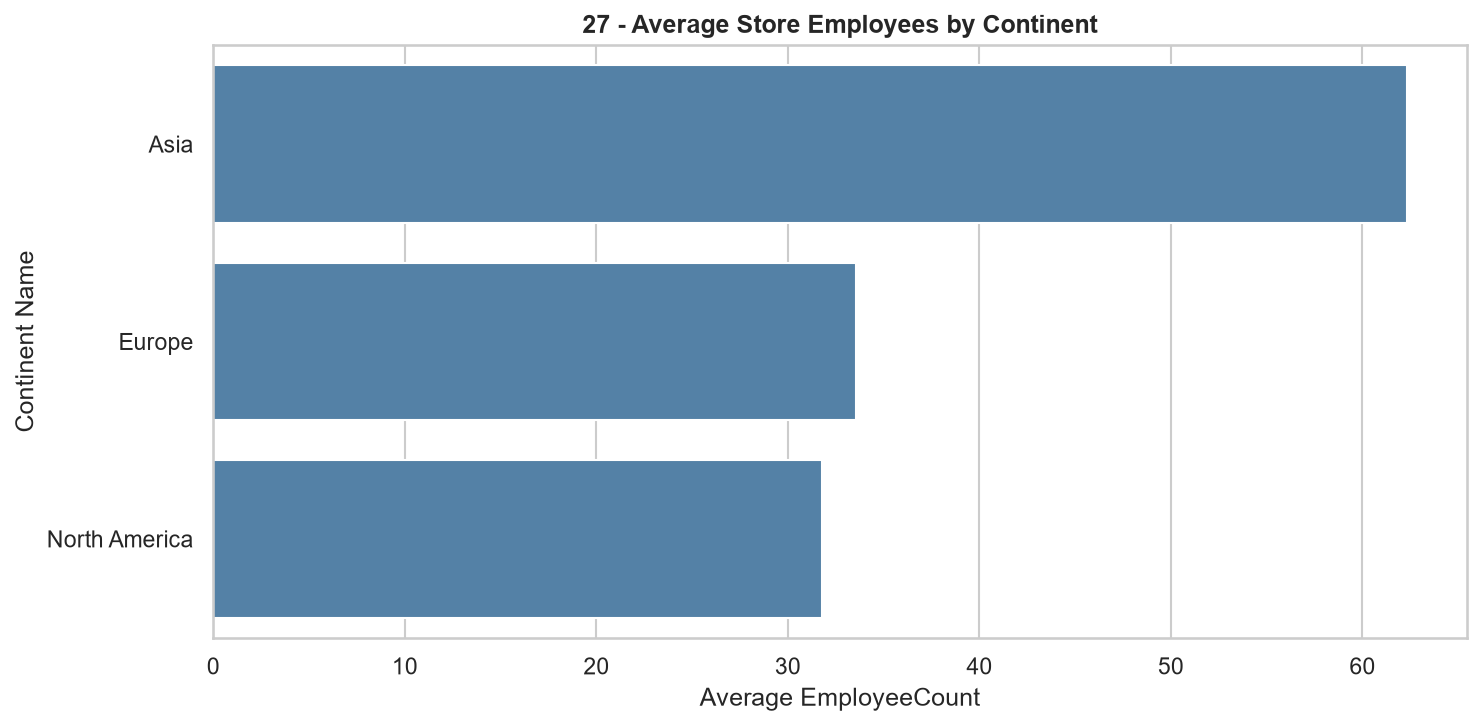 27 - Average Store Employees by Continent
Continent Name
Asia
Europe
North America
0 10 20 30 40 50 60
Average EmployeeCount